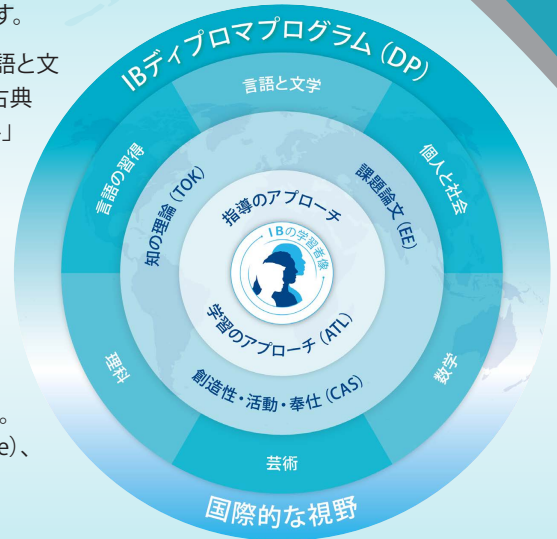 す。
語と文
古典
」
。
e)、
IBディプロマプログラム（DP）
言語と文学
言語の習得
個人と社会
理科
数学
芸術
知の理論（TOK）
課題論文（EE）
創造性・活動・奉仕（CAS）
指導のアプローチ
学習のアプローチ（ATL）
IBの学習者像
国際的な視野